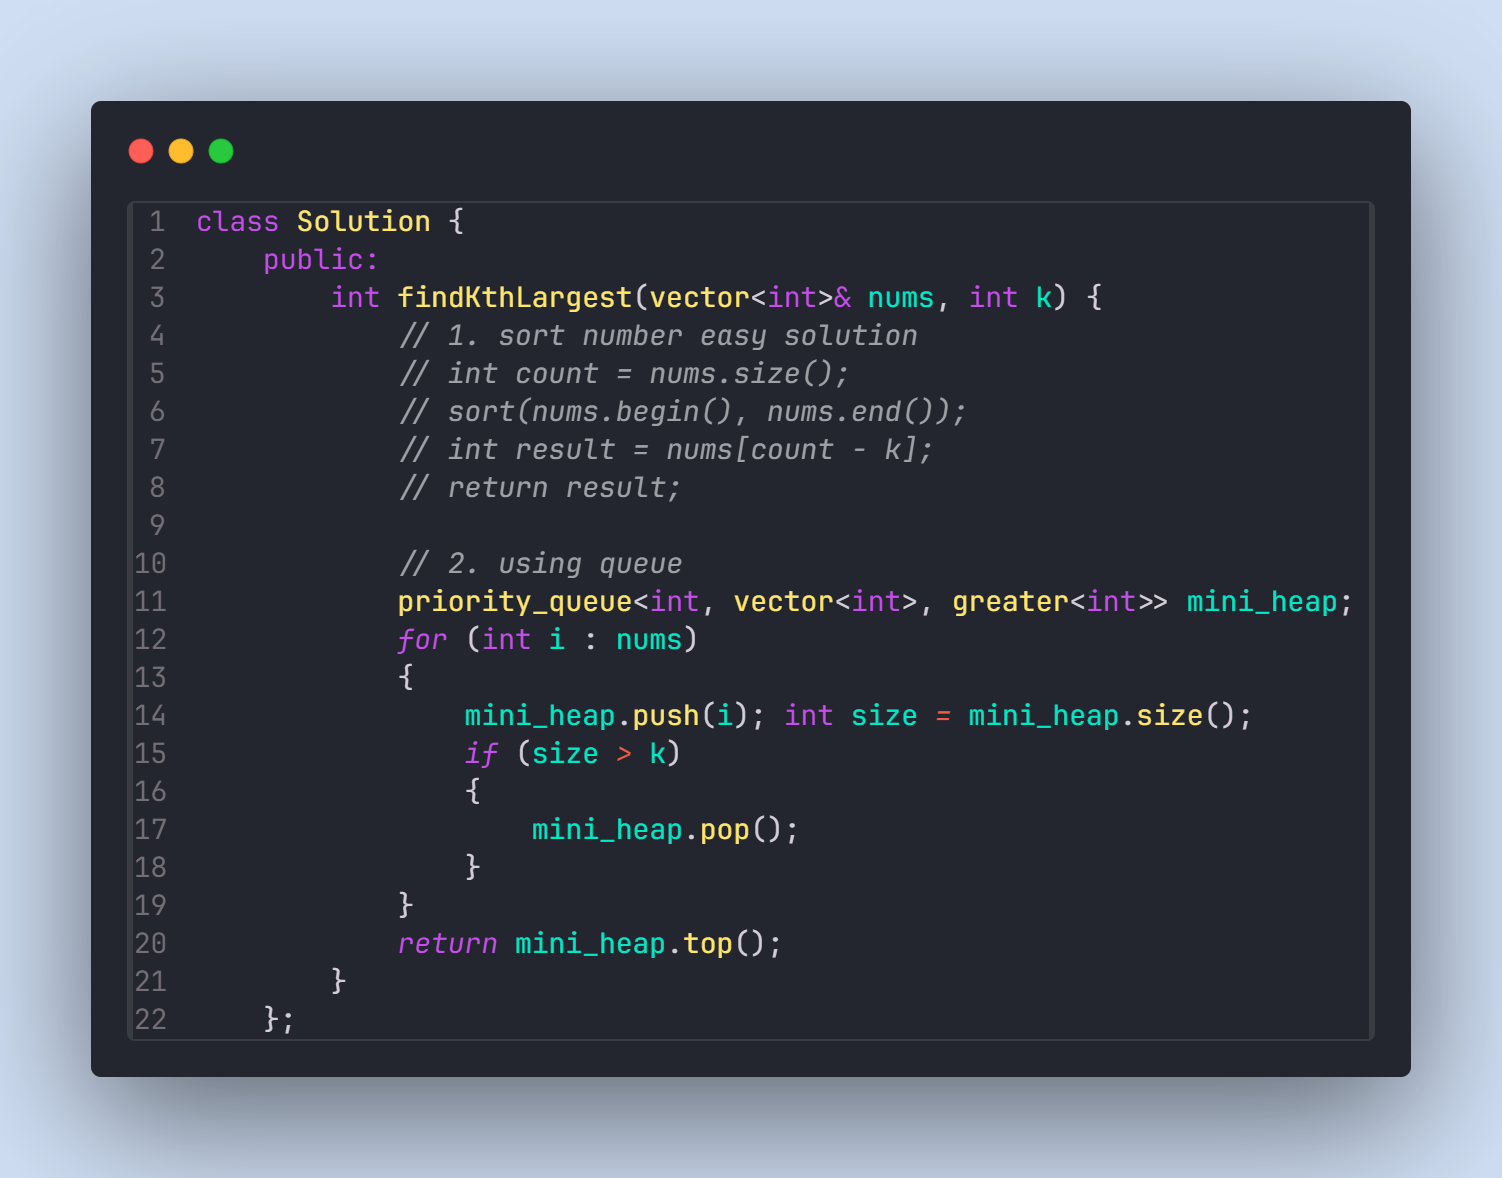 1 class Solution {
2     public:
3         int findKthLargest(vector<int>& nums, int k) {
4             // 1. sort number easy solution
5             // int count = nums.size();
6             // sort(nums.begin(), nums.end());
7             // int result = nums[count - k];
8             // return result;
9
10             // 2. using queue
11             priority_queue<int, vector<int>, greater<int>> mini_heap;
12             for (int i : nums)
13             {
14                 mini_heap.push(i); int size = mini_heap.size();
15                 if (size > k)
16                 {
17                     mini_heap.pop();
18                 }
19             }
20             return mini_heap.top();
21         }
22     };